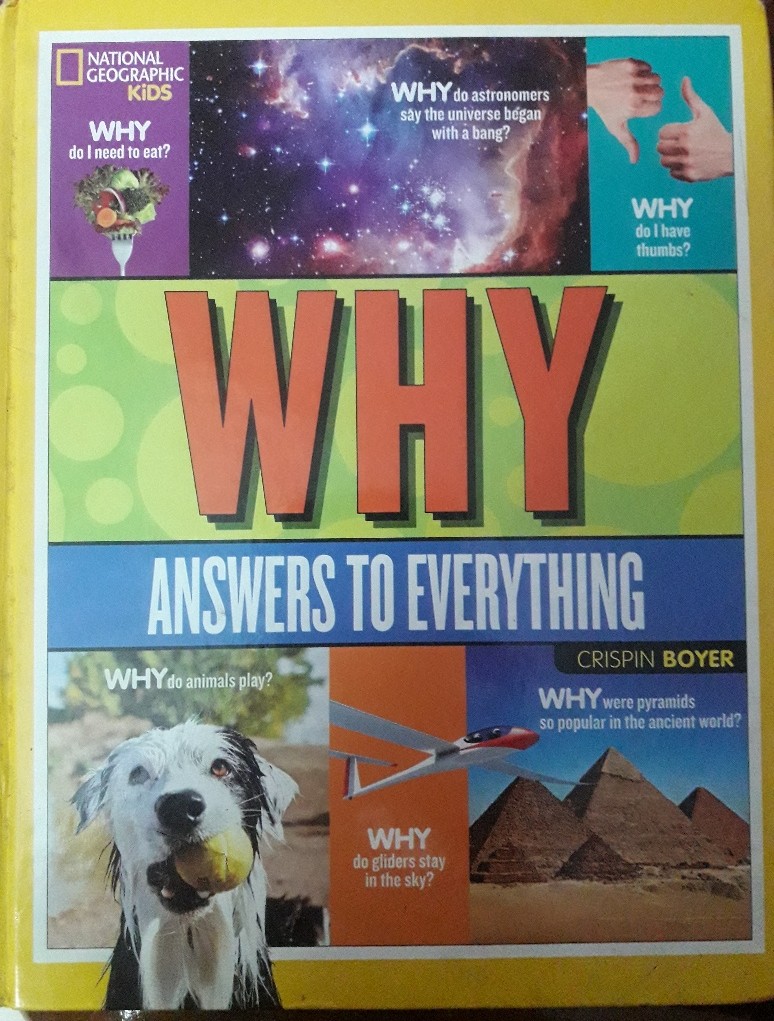 NATIONAL
GEOGRAPHIC
KiDS
WHY
do I need to eat?
WHY do astronomers
say the universe began
with a bang?
WHY
do I have
thumbs?
WHY
ANSWERS TO EVERYTHING
CRISPIN BOYER
WHY do animals play?
WHY
do gliders stay
in the sky?
WHY were pyramids
so popular in the ancient world?